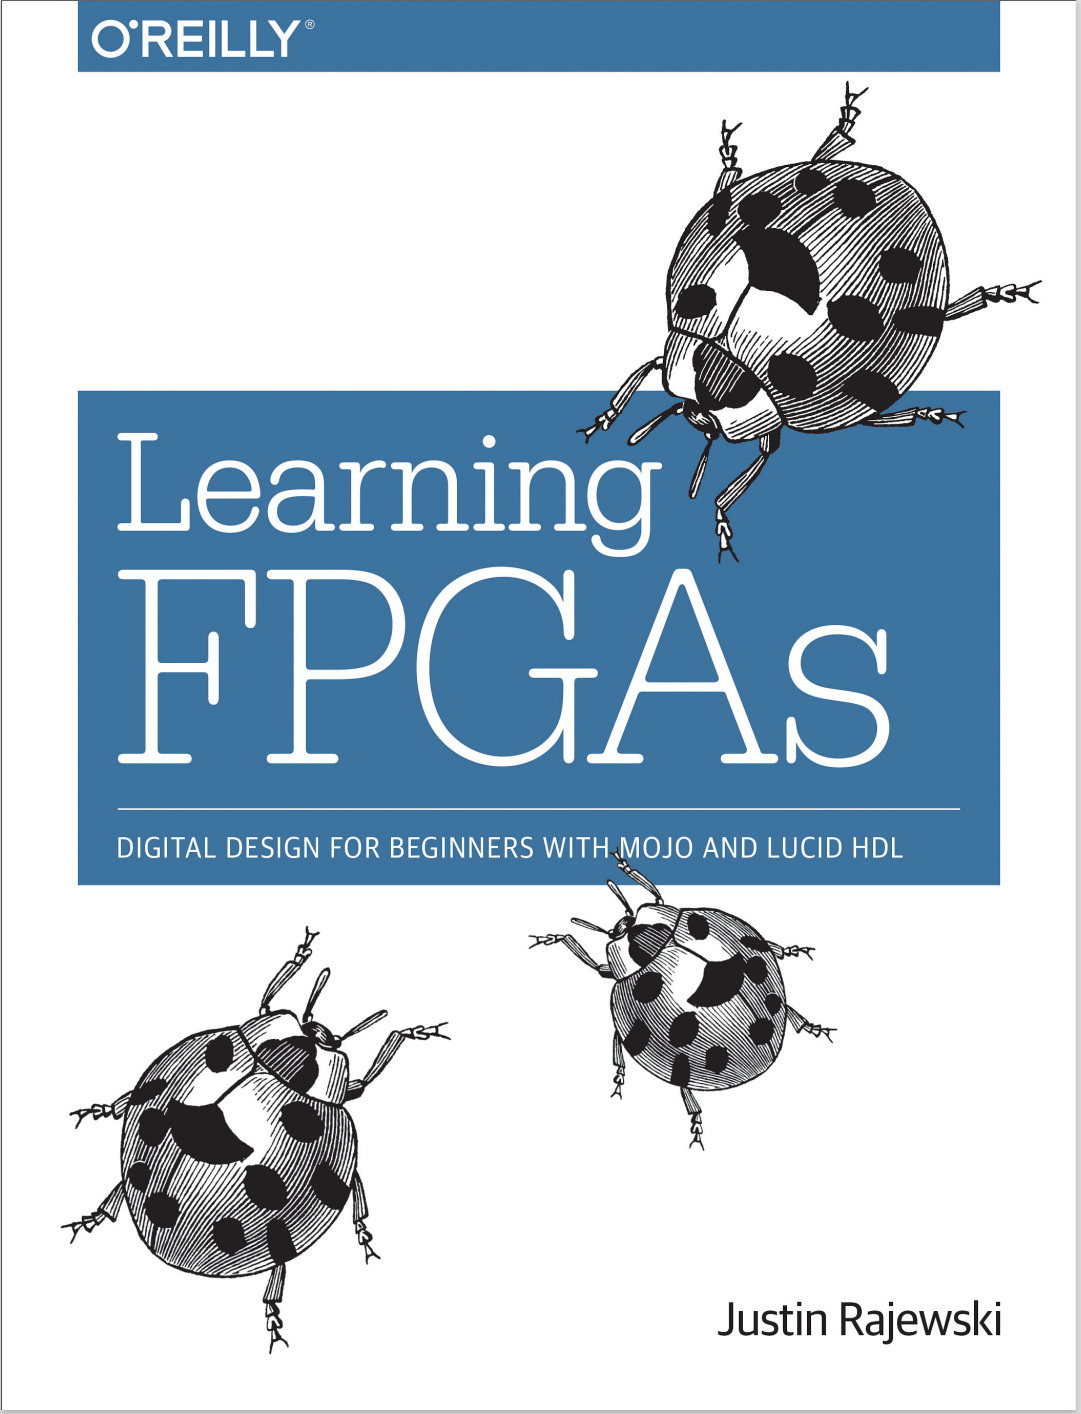 O'REILLY®
Learning
FPGAs
DIGITAL DESIGN FOR BEGINNERS WITH MOJO AND LUCID HDL
Justin Rajewski